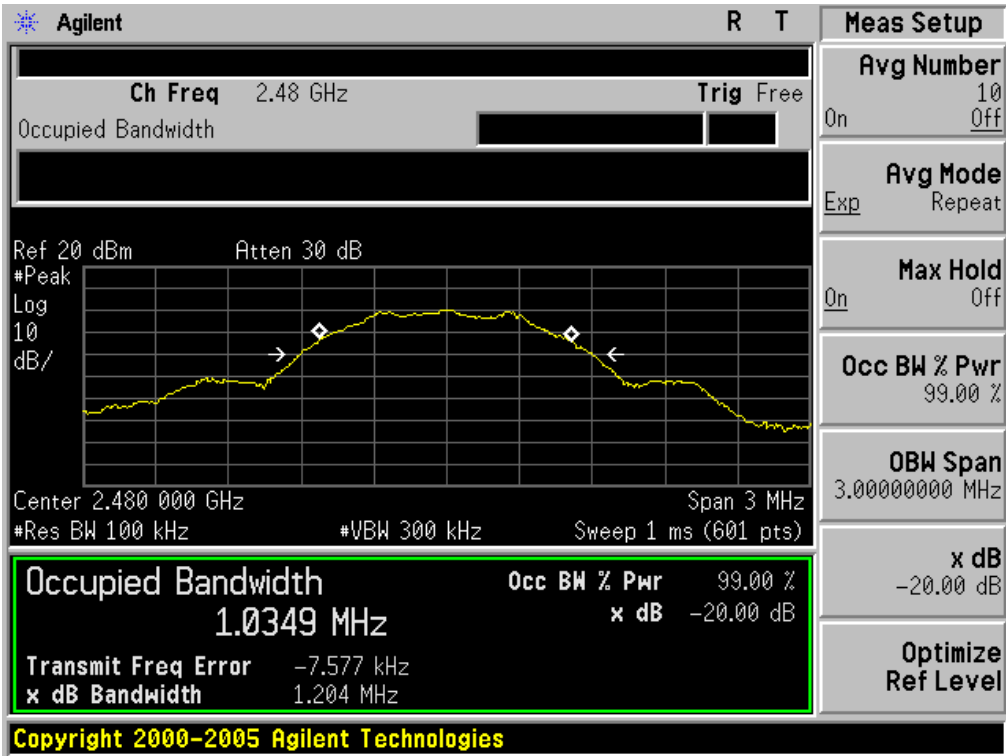 Agilent R T
Meas Setup
Ch Freq 2.48 GHz Trig Free
Occupied Bandwidth
Ref 20 dBm Atten 30 dB
#Peak
Log
10
dB/
Center 2.480 000 GHz Span 3 MHz
#Res BW 100 kHz #VBW 300 kHz Sweep 1 ms (601 pts)
Occupied Bandwidth Occ BW % Pwr 99.00 %
1.0349 MHz x dB -20.00 dB
Transmit Freq Error -7.577 kHz
x dB Bandwidth 1.204 MHz
Avg Number
10
On Off
Avg Mode
Exp Repeat
Max Hold
On Off
Occ BW % Pwr
99.00 %
OBW Span
3.00000000 MHz
x dB
-20.00 dB
Optimize
Ref Level
Copyright 2000-2005 Agilent Technologies